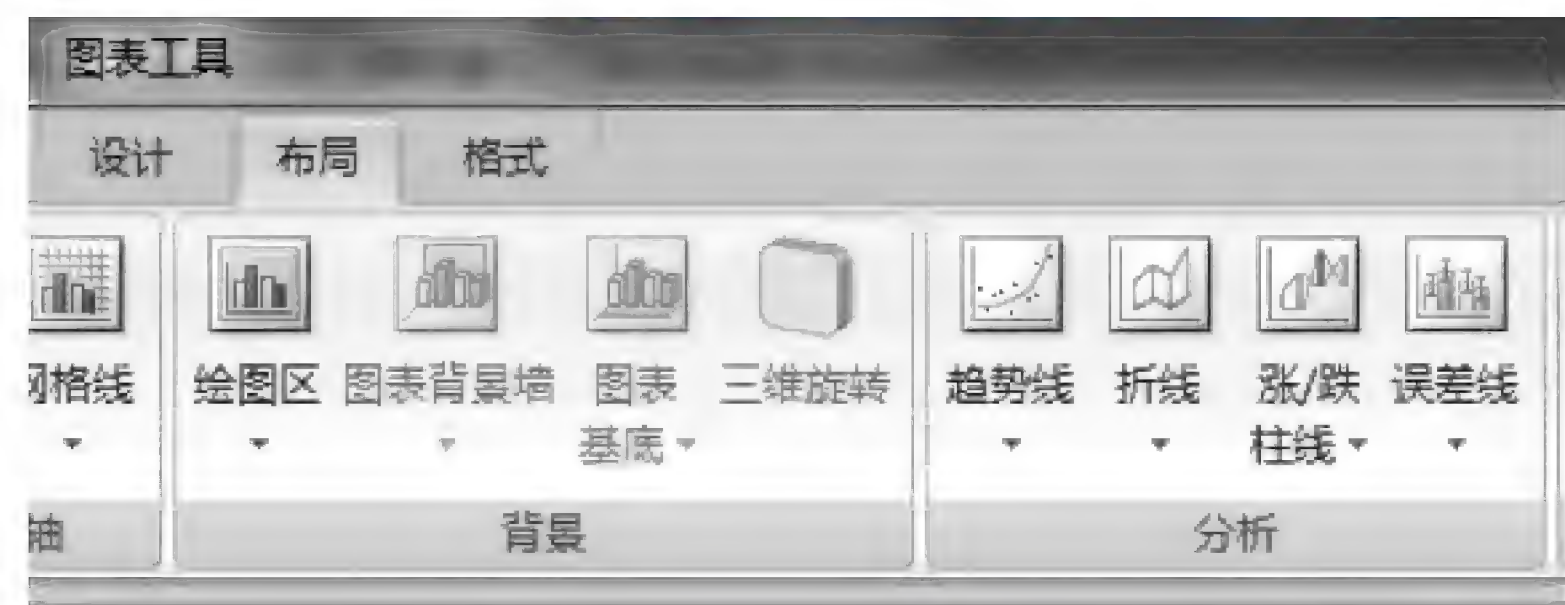 图表工具
设计 布局 格式
网格线 绘图区 图表背景墙 图表 三维旋转 趋势线 折线 涨/跌 误差线
基底 柱线
轴 背景 分析